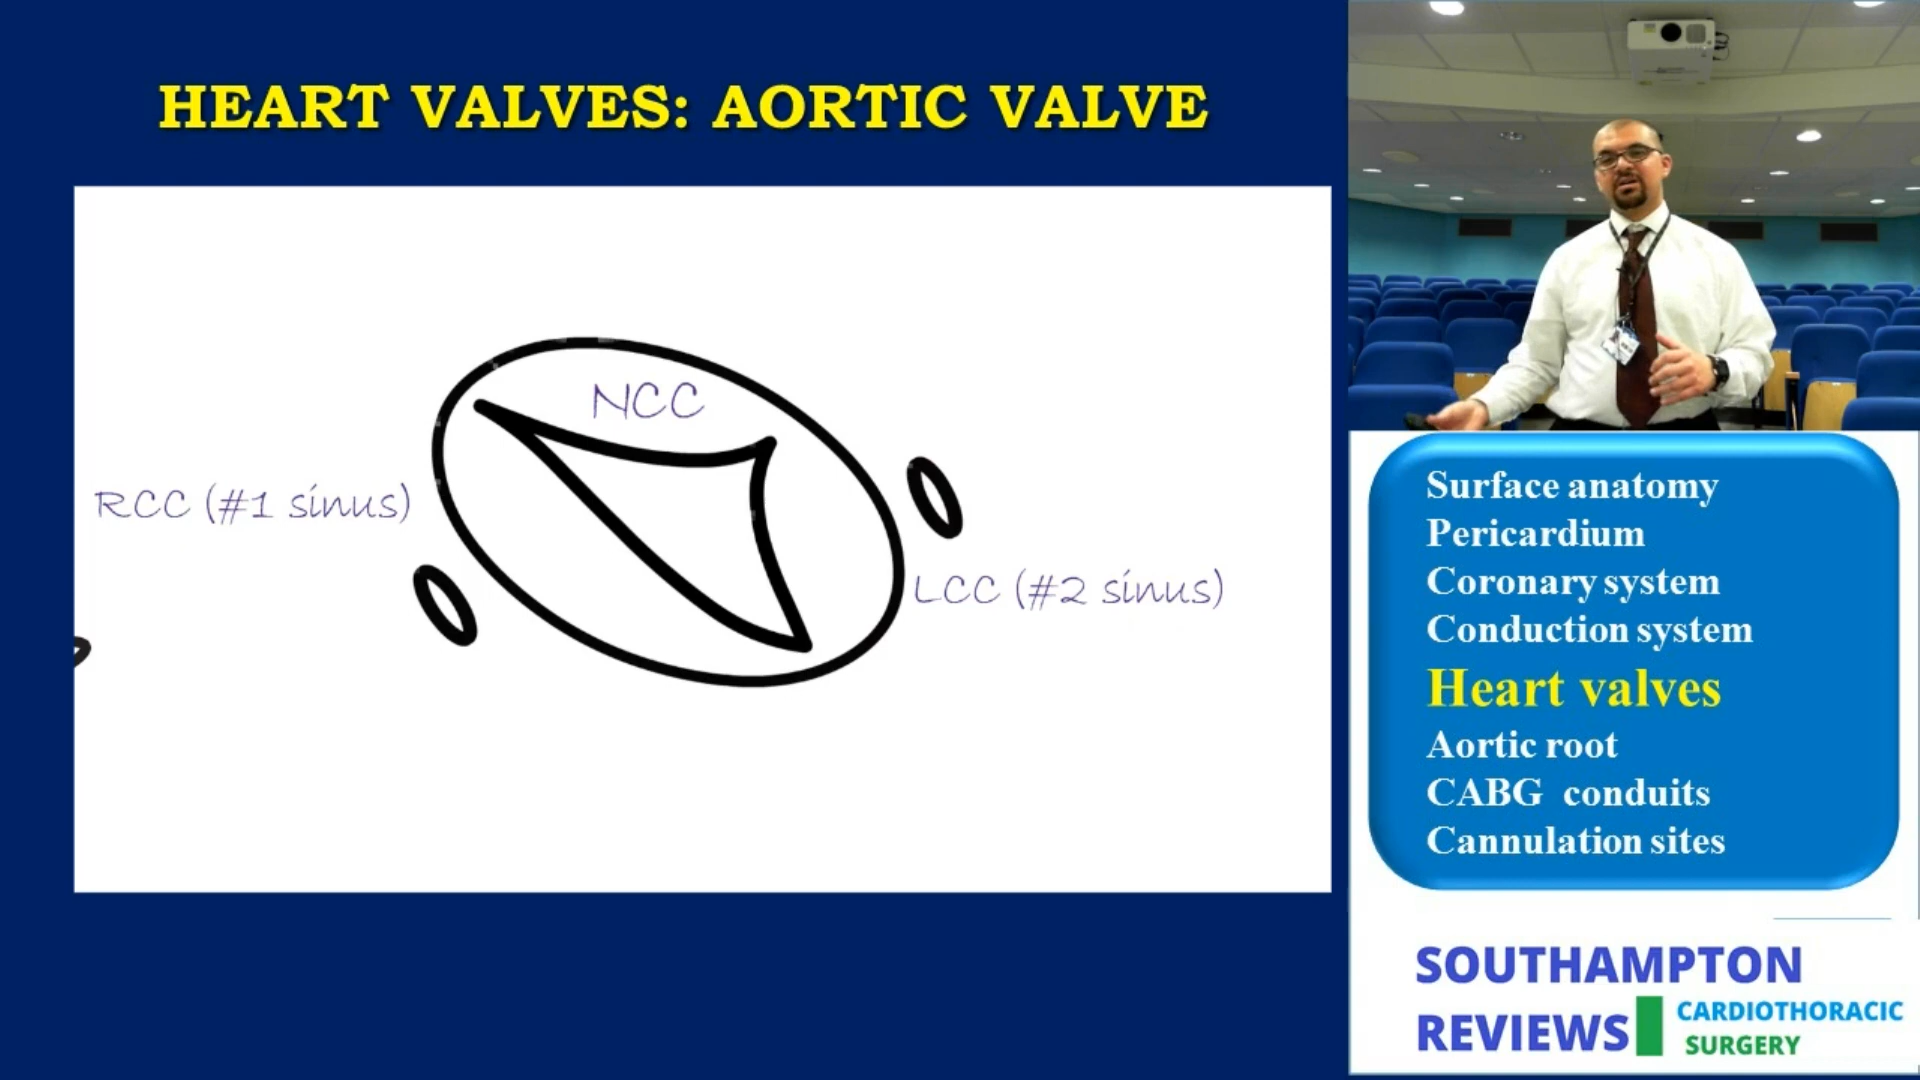 HEART VALVES: AORTIC VALVE
NCC
RCC (#1 sinus)
LCC (#2 sinus)
Surface anatomy
Pericardium
Coronary system
Conduction system
Heart valves
Aortic root
CABG conduits
Cannulation sites
SOUTHAMPTON
REVIEWS CARDIOTHORACIC
SURGERY